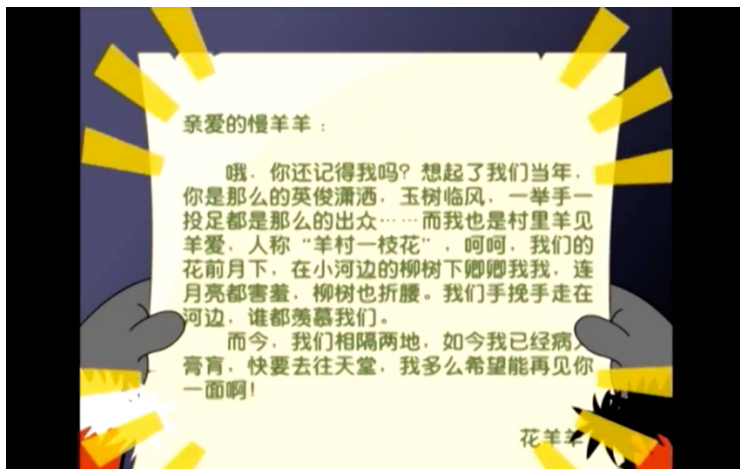 亲爱的慢羊羊：
哦，你还记得我吗？想起了我们当年，
你是那么的英俊潇洒，玉树临风，一举手一
投足都是那么的出众……而我也是村里羊见
羊爱，人称“羊村一枝花”，呵呵，我们的
花前月下，在小河边的柳树下卿卿我我，连
月亮都害羞，柳树也折腰。我们手挽手走在
河边，谁都羡慕我们。
而今，我们相隔两地，如今我已经病入
膏肓，快要去往天堂，我多么希望能再见你
一面啊！
花羊羊